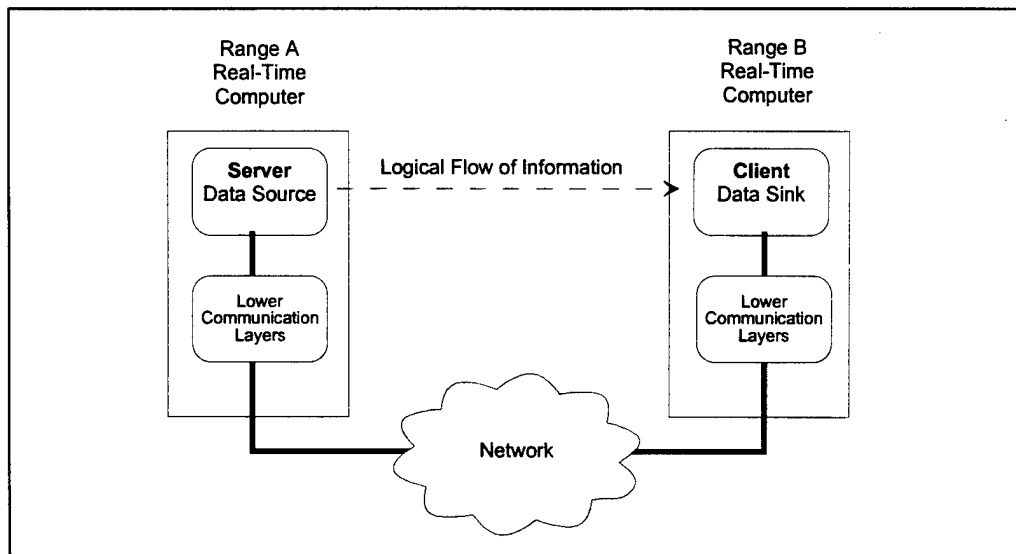 Range A
Real-Time
Computer
Range B
Real-Time
Computer
Server
Data Source
Logical Flow of Information
Client
Data Sink
Lower
Communication
Layers
Lower
Communication
Layers
Network